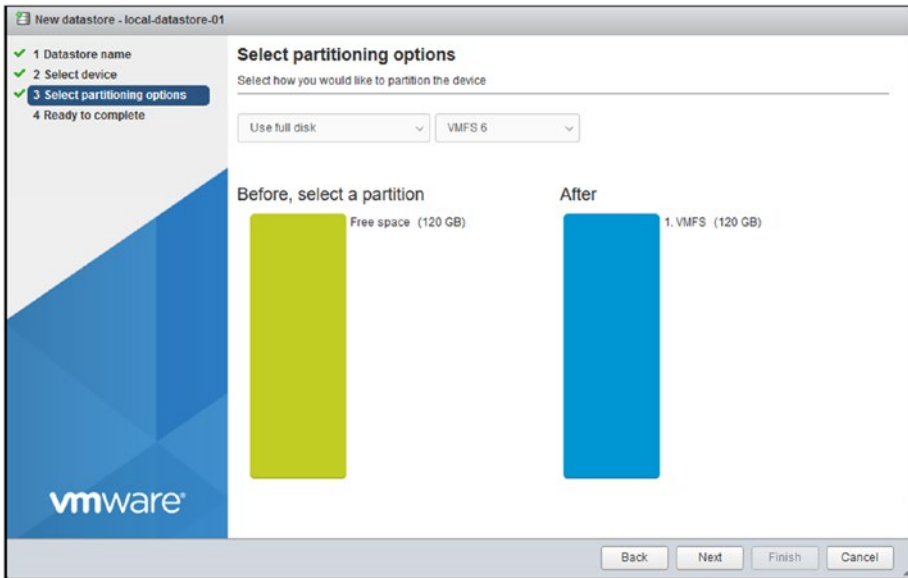 New datastore - local-datastore-01
1 Datastore name
2 Select device
3 Select partitioning options
4 Ready to complete
Select partitioning options
Select how you would like to partition the device
Use full disk VMFS 6
Before, select a partition After
Free space (120 GB) 1. VMFS (120 GB)
vmware®
Back Next Finish Cancel